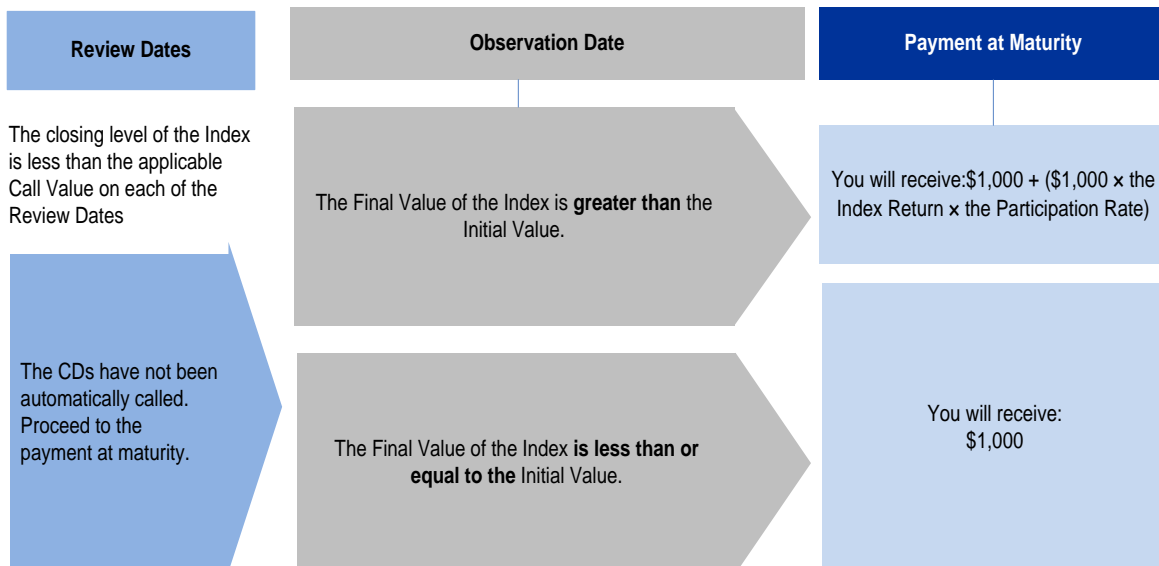 Review Dates
Observation Date
Payment at Maturity
The closing level of the Index
is less than the applicable
Call Value on each of the
Review Dates
The Final Value of the Index is greater than the
Initial Value.
You will receive:$1,000 + ($1,000 × the
Index Return × the Participation Rate)
The CDs have not been
automatically called.
Proceed to the
payment at maturity.
The Final Value of the Index is less than or
equal to the Initial Value.
You will receive:
$1,000